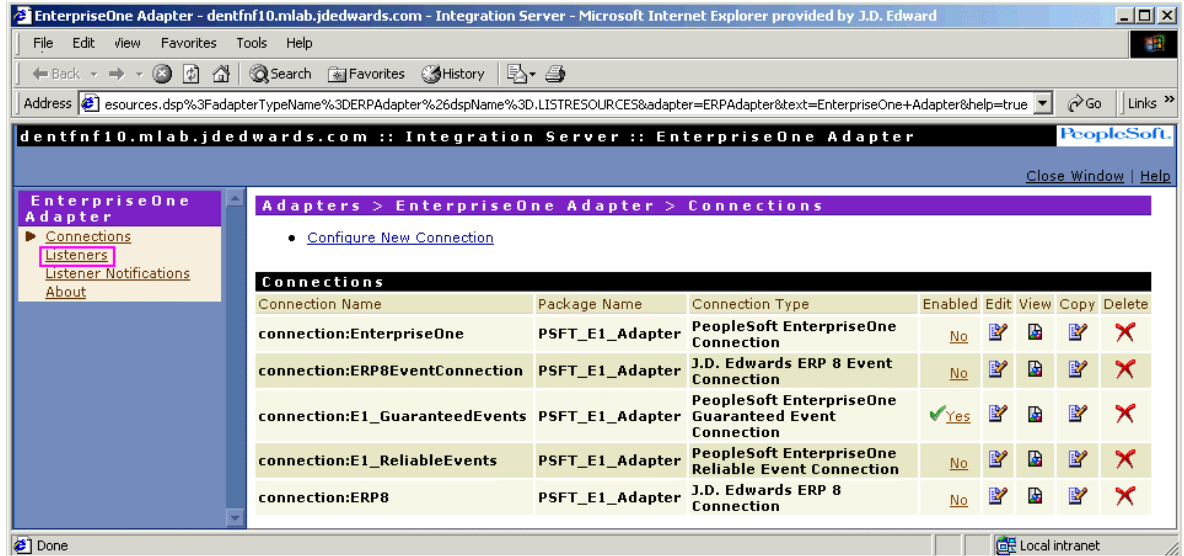 EnterpriseOne Adapter - dentfnf10.mlab.jdedwards.com - Integration Server - Microsoft Internet Explorer provided by J.D. Edward
File Edit View Favorites Tools Help
Back Search Favorites History
Address esources.dsp%3FadapterTypeName%3DERPAdapter%26dspName%3D.LISTRESOURCES&adapter=ERPAdapter&text=EnterpriseOne+Adapter&help=true Go Links »
dentfnf10.mlab.jdedwards.com :: Integration Server :: EnterpriseOne Adapter PeopleSoft.
Close Window | Help
EnterpriseOne Adapter
Connections
Listeners
Listener Notifications
About
Adapters > EnterpriseOne Adapter > Connections
• Configure New Connection
Connections
Connection Name Package Name Connection Type Enabled Edit View Copy Delete
connection:EnterpriseOne PSFT_E1_Adapter PeopleSoft EnterpriseOne Connection No
connection:ERP8EventConnection PSFT_E1_Adapter J.D. Edwards ERP 8 Event Connection No
connection:E1_GuaranteedEvents PSFT_E1_Adapter PeopleSoft EnterpriseOne Guaranteed Event Connection Yes
connection:E1_ReliableEvents PSFT_E1_Adapter PeopleSoft EnterpriseOne Reliable Event Connection No
connection:ERP8 PSFT_E1_Adapter J.D. Edwards ERP 8 Connection No
Done Local intranet